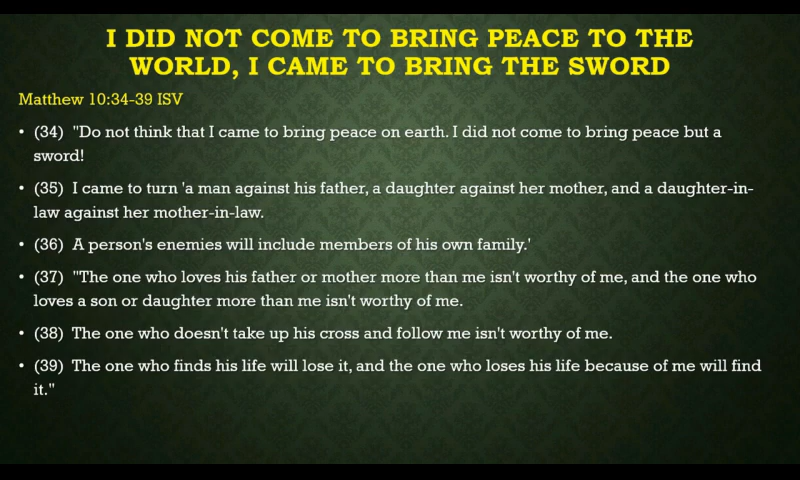 I DID NOT COME TO BRING PEACE TO THE
WORLD, I CAME TO BRING THE SWORD
Matthew 10:34-39 ISV
• (34) "Do not think that I came to bring peace on earth. I did not come to bring peace but a
sword!
• (35) I came to turn 'a man against his father, a daughter against her mother, and a daughter-in-
law against her mother-in-law.
• (36) A person's enemies will include members of his own family.'
• (37) "The one who loves his father or mother more than me isn't worthy of me, and the one who
loves a son or daughter more than me isn't worthy of me.
• (38) The one who doesn't take up his cross and follow me isn't worthy of me.
• (39) The one who finds his life will lose it, and the one who loses his life because of me will find
it."